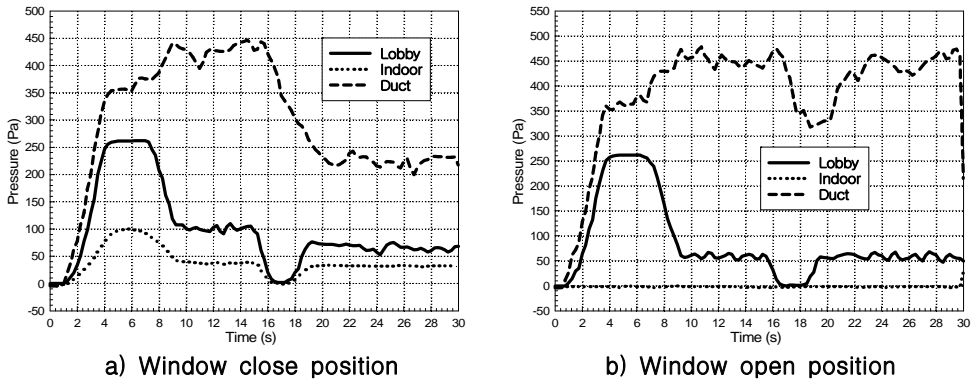 550
500
450
400
350
300
250
200
150
100
50
0
-50
Pressure (Pa)
Lobby
Indoor
Duct
0 2 4 6 8 10 12 14 16 18 20 22 24 26 28 30
Time (s)
a) Window close position
550
500
450
400
350
300
250
200
150
100
50
0
-50
Pressure (Pa)
Lobby
Indoor
Duct
0 2 4 6 8 10 12 14 16 18 20 22 24 26 28 30
Time (s)
b) Window open position